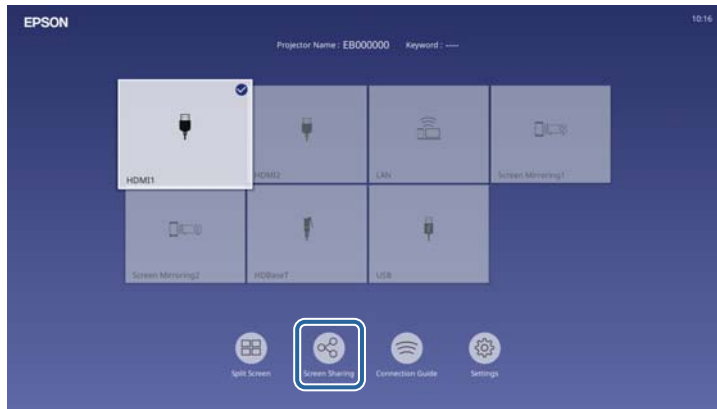 EPSON
10:16
Projector Name : EB000000 Keyword : ----
HDMI1
HDMI2
LAN
Screen Mirroring1
Screen Mirroring2
HDBaseT
USB
Split Screen
Screen Sharing
Connection Guide
Settings